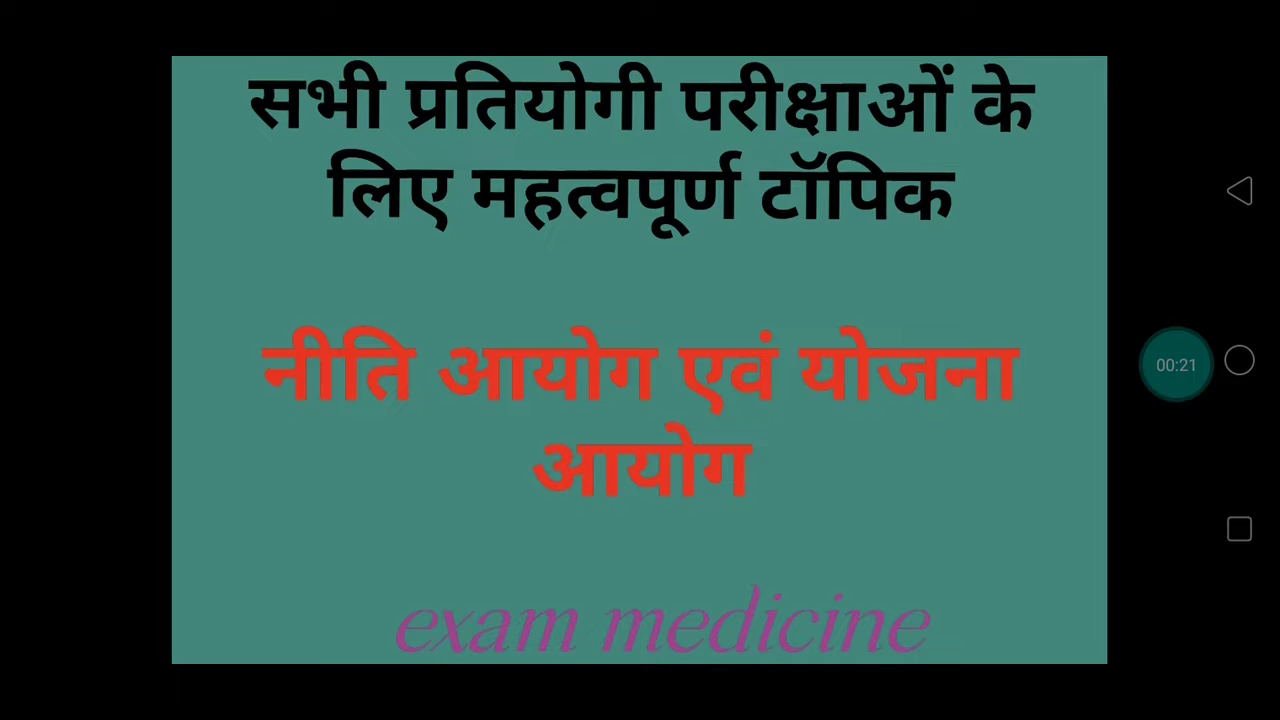 सभी प्रतियोगी परीक्षाओं के
लिए महत्वपूर्ण टॉपिक
नीति आयोग एवं योजना
आयोग
00:21
exam medicine